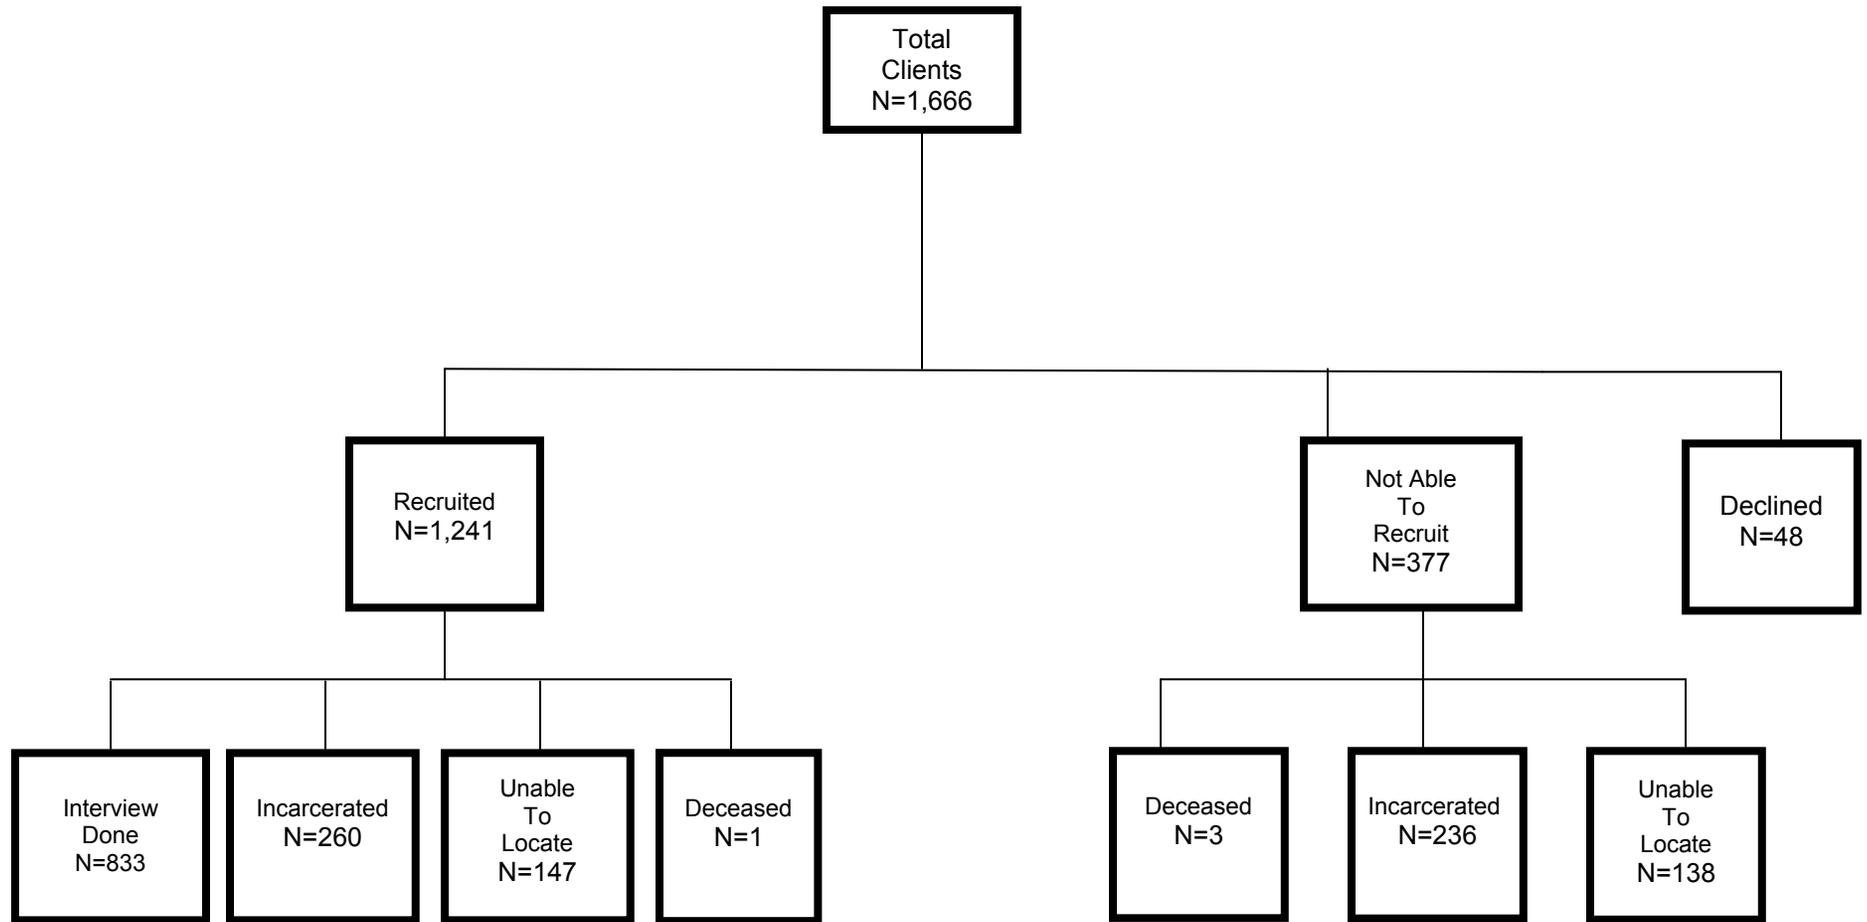 Total
Clients
N=1,666
Recruited
N=1,241
Not Able
To
Recruit
N=377
Declined
N=48
Interview
Done
N=833
Incarcerated
N=260
Unable
To
Locate
N=147
Deceased
N=1
Deceased
N=3
Incarcerated
N=236
Unable
To
Locate
N=138